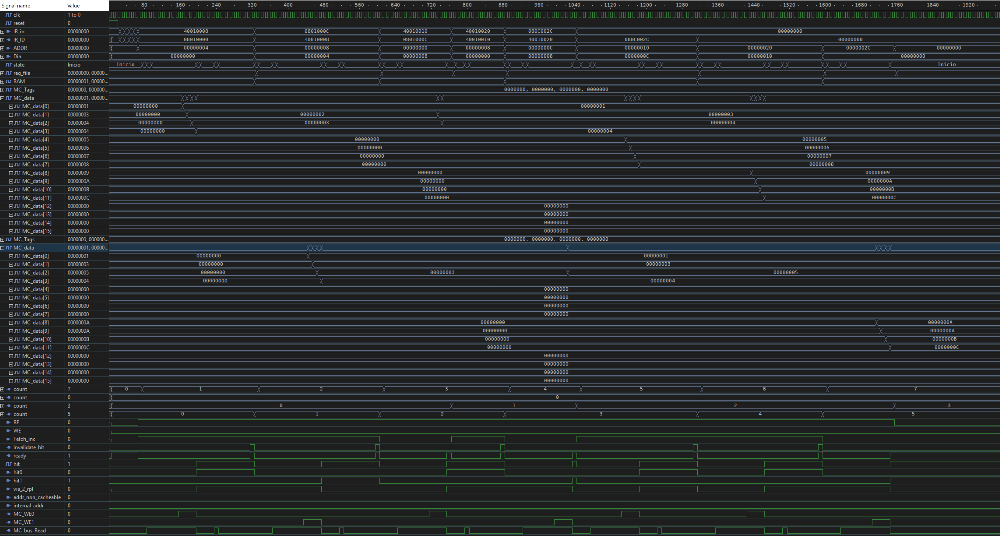 Signal name Value 80 160 240 320 400 480 560 640 720 800 880 960 1040 1120 1200 1280 1360 1440 1520 1600 1680 1760 1840 1920
clk 1 to 0
reset 0
IR_in 00000000 40010008 0801000C 40010010 40010020 080C002C 00000000
IR_ID 00000000 08010000 40010008 0801000C 40010010 40010020 080C002C 00000000
ADDR 00000000 00000004 00000008 00000000 00000008 0000000C 00000010 00000020 0000002C 00000000
Din 00000000 00000000 00000004 00000008 00000000 00000008 0000000C 00000010 00000000
state Inicio Inicio Inicio
reg_file 00000000, 00000...
RAM 00000001, 00000...
MC_Tags 0000000, 000000... 0000000, 0000000, 0000000, 0000000
MC_data 00000001, 00000...
MC_data[0] 00000001 00000000 00000001
MC_data[1] 00000003 00000000 00000002 00000003
MC_data[2] 00000004 00000000 00000003 00000004
MC_data[3] 00000004 00000000 00000004
MC_data[4] 00000005 00000000 00000005
MC_data[5] 00000006 00000000 00000006
MC_data[6] 00000007 00000000 00000007
MC_data[7] 00000008 00000000 00000008
MC_data[8] 00000009 00000000 00000009
MC_data[9] 0000000A 00000000 0000000A
MC_data[10] 0000000B 00000000 0000000B
MC_data[11] 0000000C 00000000 0000000C
MC_data[12] 00000000 00000000
MC_data[13] 00000000 00000000
MC_data[14] 00000000 00000000
MC_data[15] 00000000 00000000
MC_Tags 0000000, 000000... 0000000, 0000000, 0000000, 0000000
MC_data 00000001, 00000...
MC_data[0] 00000001 00000000 00000001
MC_data[1] 00000003 00000000 00000003
MC_data[2] 00000005 00000000 00000003 00000005
MC_data[3] 00000004 00000000 00000004
MC_data[4] 00000000 00000000
MC_data[5] 00000000 00000000
MC_data[6] 00000000 00000000
MC_data[7] 00000000 00000000
MC_data[8] 0000000A 00000000 0000000A
MC_data[9] 0000000A 00000000 0000000A
MC_data[10] 0000000B 00000000 0000000B
MC_data[11] 0000000C 00000000 0000000C
MC_data[12] 00000000 00000000
MC_data[13] 00000000 00000000
MC_data[14] 00000000 00000000
MC_data[15] 00000000 00000000
count 7 0 1 2 3 4 5 6 7
count 0 0
count 3 0 1 2 3
count 5 0 1 2 3 4 5
RE 0
WE 0
Fetch_inc 0
invalidate_bit 0
ready 1
hit 1
hit0 0
hit1 1
via_2_rpl 0
addr_non_cacheable 0
internal_addr 0
MC_WE0 0
MC_WE1 0
MC_bus_Read 0